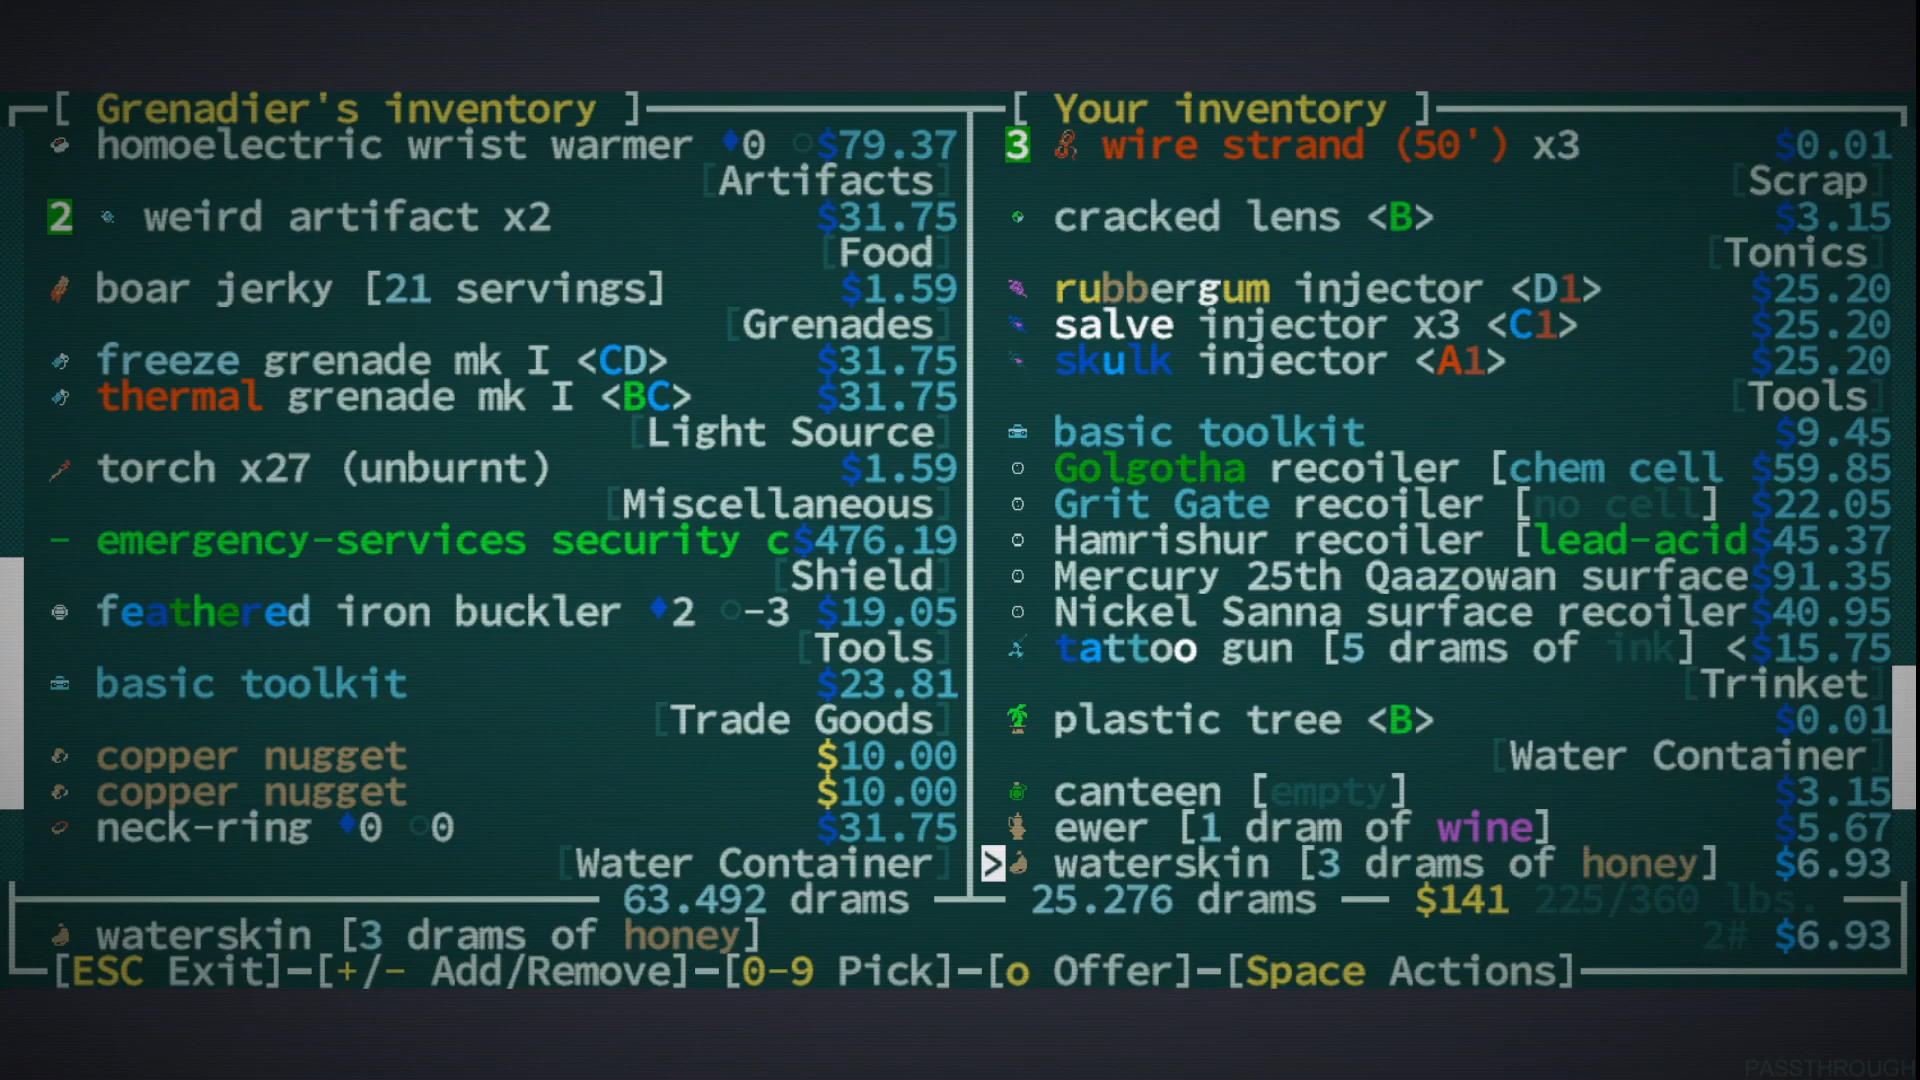 [ Grenadier's inventory ]
homoelectric wrist warmer ♦0 ○$79.37
[Artifacts]
2 weird artifact x2 $31.75
[Food]
boar jerky [21 servings] $1.59
[Grenades]
freeze grenade mk I <CD> $31.75
thermal grenade mk I <BC> $31.75
[Light Source]
torch x27 (unburnt) $1.59
[Miscellaneous]
emergency-services security c$476.19
[Shield]
feathered iron buckler ♦2 ○-3 $19.05
[Tools]
basic toolkit $23.81
[Trade Goods]
copper nugget $10.00
copper nugget $10.00
neck-ring ♦0 ○0 $31.75
[Water Container]
63.492 drams
[ Your inventory ]
3 wire strand (50') x3 $0.01
[Scrap]
cracked lens <B> $3.15
[Tonics]
rubbergum injector <D1> $25.20
salve injector x3 <C1> $25.20
skulk injector <A1> $25.20
[Tools]
basic toolkit $9.45
Golgotha recoiler [chem cell $59.85
Grit Gate recoiler [no cell] $22.05
Hamrishur recoiler [lead-acid $45.37
Mercury 25th Qaazowan surface $91.35
Nickel Sanna surface recoiler $40.95
tattoo gun [5 drams of ink] <$15.75
[Trinket]
plastic tree <B> $0.01
[Water Container]
canteen [empty] $3.15
ewer [1 dram of wine] $5.67
> waterskin [3 drams of honey] $6.93
25.276 drams — $141 225/360 lbs.
waterskin [3 drams of honey] 2# $6.93
[ESC Exit]-[+/- Add/Remove]-[0-9 Pick]-[o Offer]-[Space Actions]
PASSTHROUGH